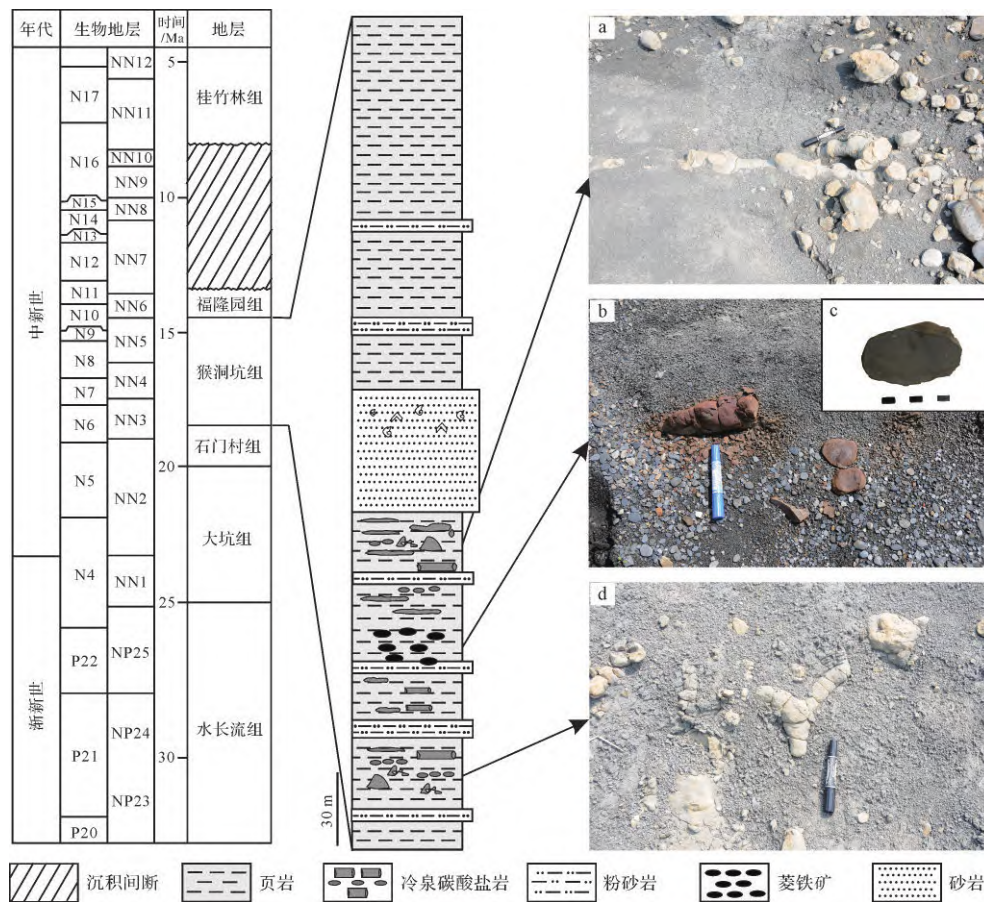 年代
生物地层
时间
/Ma
地层
中新世
渐新世
N17
N16
N15
N14
N13
N12
N11
N10
N9
N8
N7
N6
N5
N4
P22
P21
P20
NN12
NN11
NN10
NN9
NN8
NN7
NN6
NN5
NN4
NN3
NN2
NN1
NP25
NP24
NP23
5
10
15
20
25
30
桂竹林组
福隆园组
猴洞坑组
石门村组
大坑组
水长流组
30 m
a
b
c
d
沉积间断
页岩
冷泉碳酸盐岩
粉砂岩
菱铁矿
砂岩